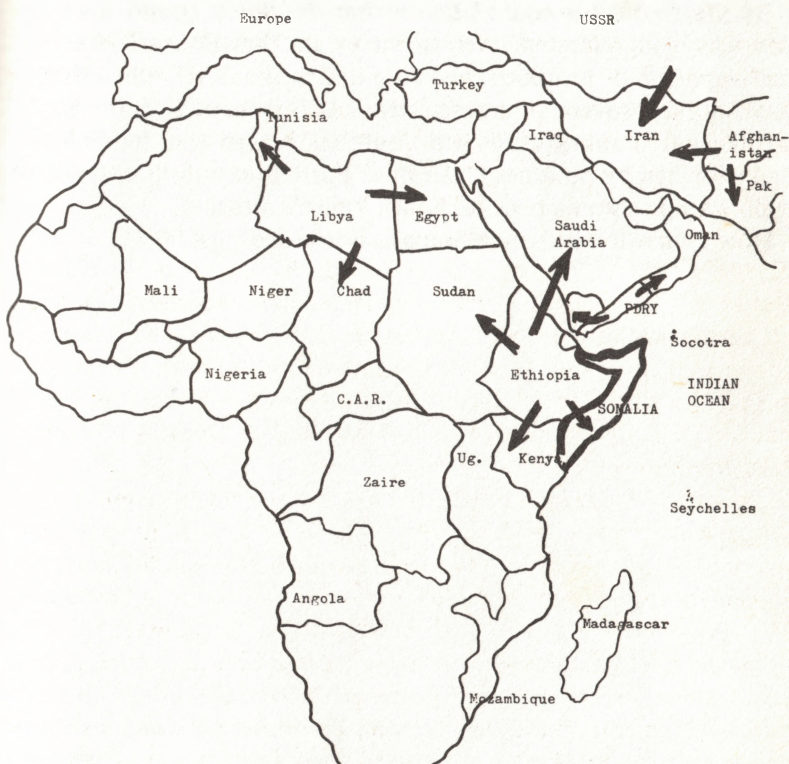 Europe
USSR
Turkey
Tunisia
Iraq
Iran
Afghan-
istan
Pak
Libya
Egypt
Saudi
Arabia
Oman
Mali
Niger
Chad
Sudan
PDRY
Socotra
Nigeria
Ethiopia
INDIAN
OCEAN
C.A.R.
SOMALIA
Ug.
Kenya
Zaire
Seychelles
Angola
Madagascar
Mozambique